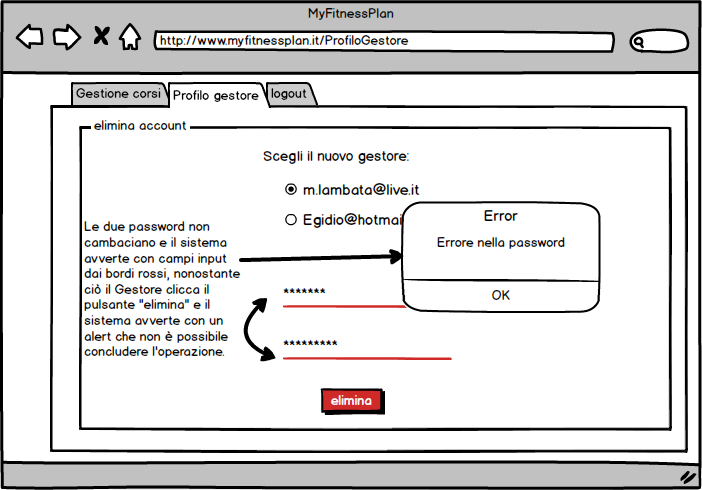 MyFitnessPlan
http://www.myfitnessplan.it/ProfiloGestore
Gestione corsi
Profilo gestore
logout
elimina account
Scegli il nuovo gestore:
m.lambata@live.it
Egidio@hotmai
Error
Errore nella password
OK
Le due password non
cambaciano e il sistema
avverte con campi input
dai bordi rossi, nonostante
ciò il Gestore clicca il
pulsante "elimina" e il
sistema avverte con un
alert che non è possibile
concludere l'operazione.
*******
*********
elimina